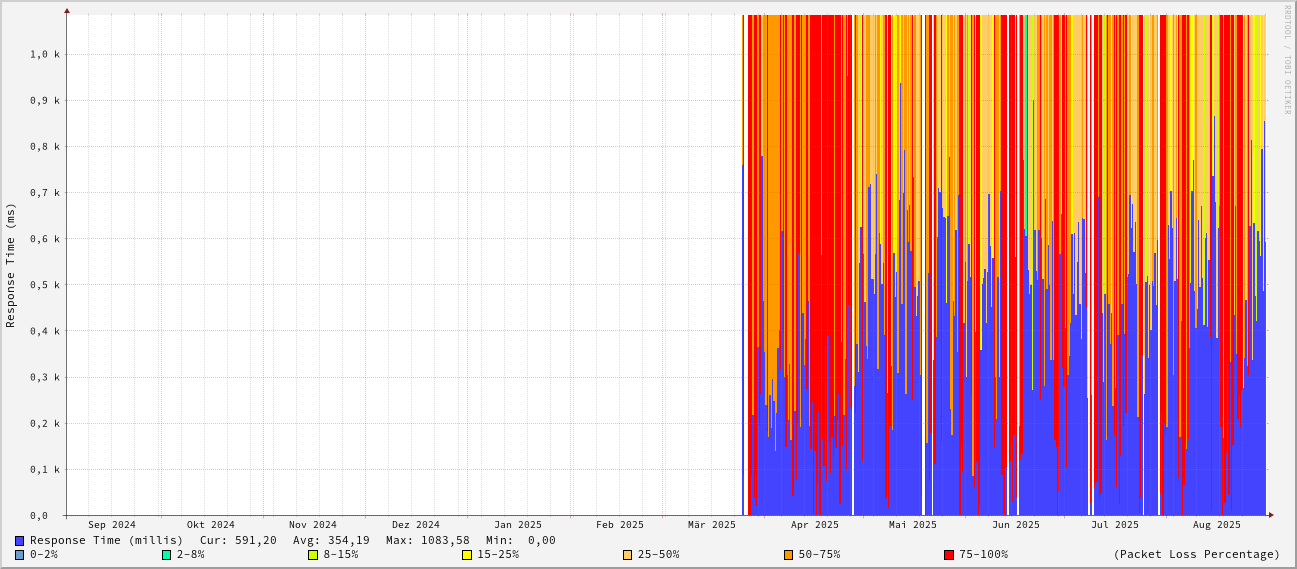 RRDTOOL / TOBI OETIKER
Response Time (ms)
1,0 k
0,9 k
0,8 k
0,7 k
0,6 k
0,5 k
0,4 k
0,3 k
0,2 k
0,1 k
0,0
Sep 2024 Okt 2024 Nov 2024 Dez 2024 Jan 2025 Feb 2025 Mär 2025 Apr 2025 Mai 2025 Jun 2025 Jul 2025 Aug 2025
Response Time (millis) Cur: 591,20 Avg: 354,19 Max: 1083,58 Min: 0,00
0-2% 2-8% 8-15% 15-25% 25-50% 50-75% 75-100% (Packet Loss Percentage)